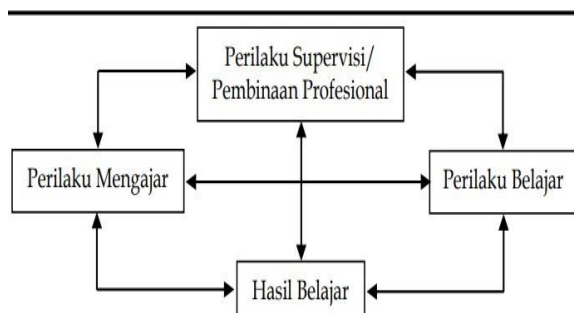 Perilaku Supervisi/
Pembinaan Profesional
Perilaku Mengajar
Perilaku Belajar
Hasil Belajar